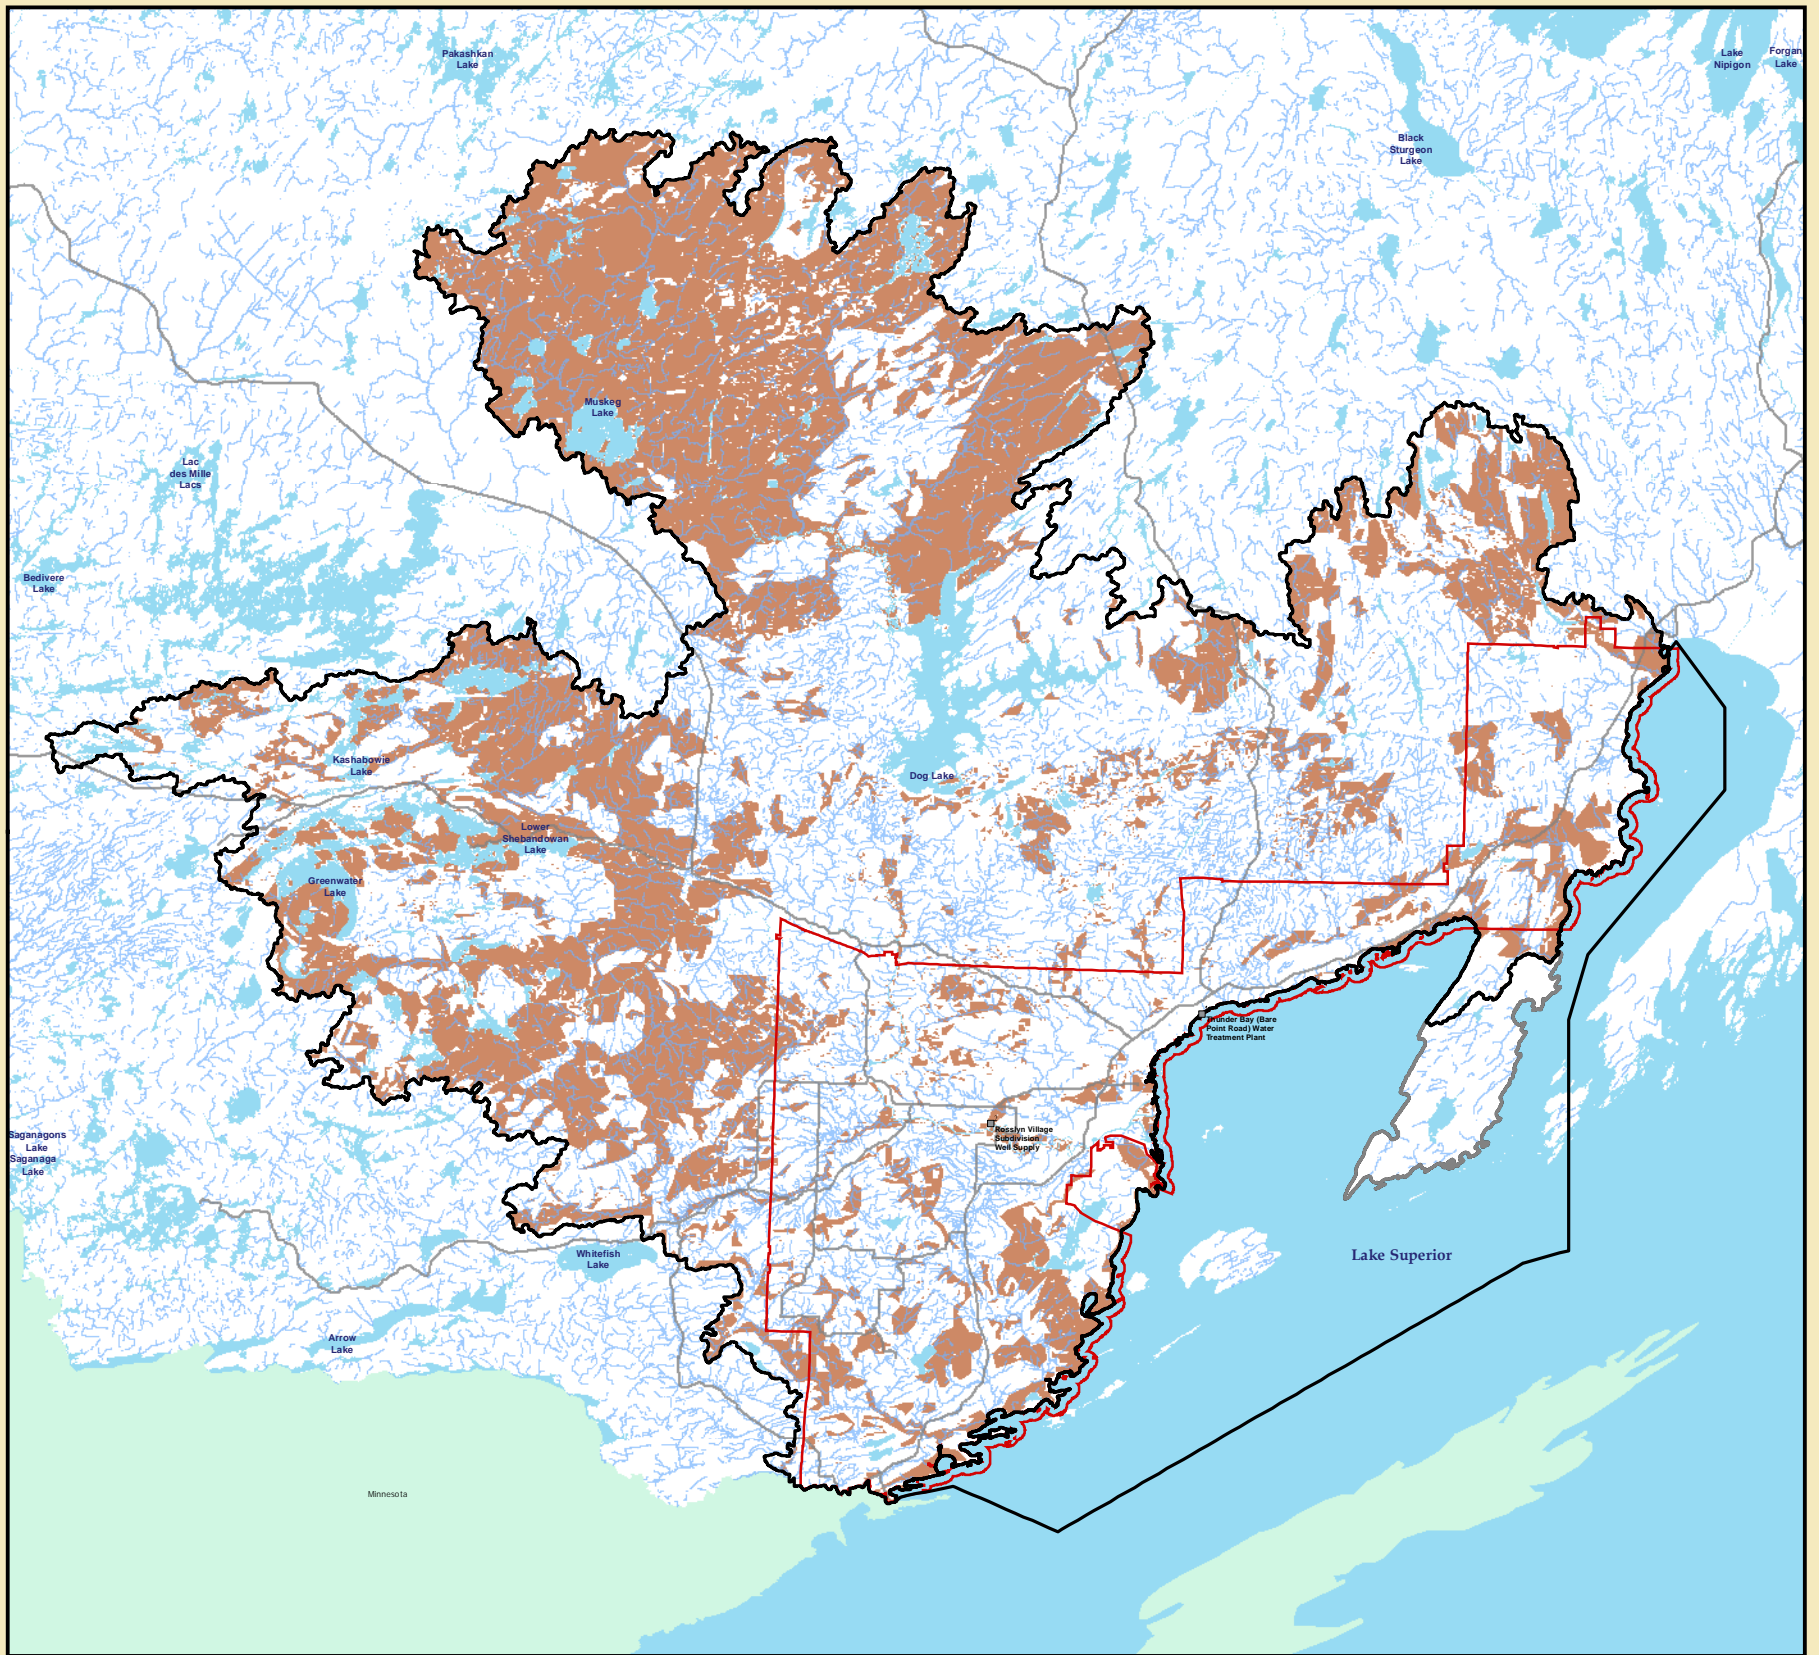 Pakashkan
Lake
Lake
Nipigon
Forgan
Lake
Black
Sturgeon
Lake
Muskeg
Lake
Lac
des Mille
Lacs
Bedivere
Lake
Kashabowie
Lake
Dog Lake
Lower
Shebandowan
Lake
Greenwater
Lake
Thunder Bay (Bare
Point Road) Water
Treatment Plant
Rosslyn Village
Subdivision
Well Supply
Saganagons
Lake
Saganaga
Lake
Whitefish
Lake
Lake Superior
Arrow
Lake
Minnesota